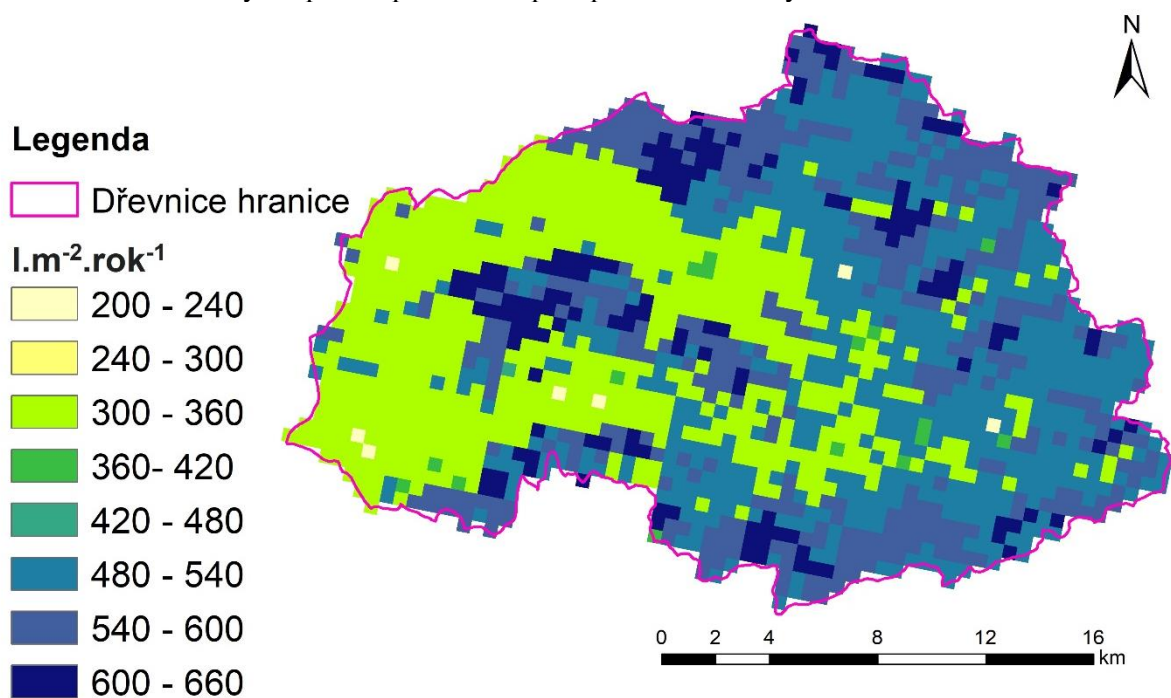 N
Legenda
Dřevnice hranice
l.m⁻².rok⁻¹
200 - 240
240 - 300
300 - 360
360- 420
420 - 480
480 - 540
540 - 600
600 - 660
0 2 4 8 12 16
km